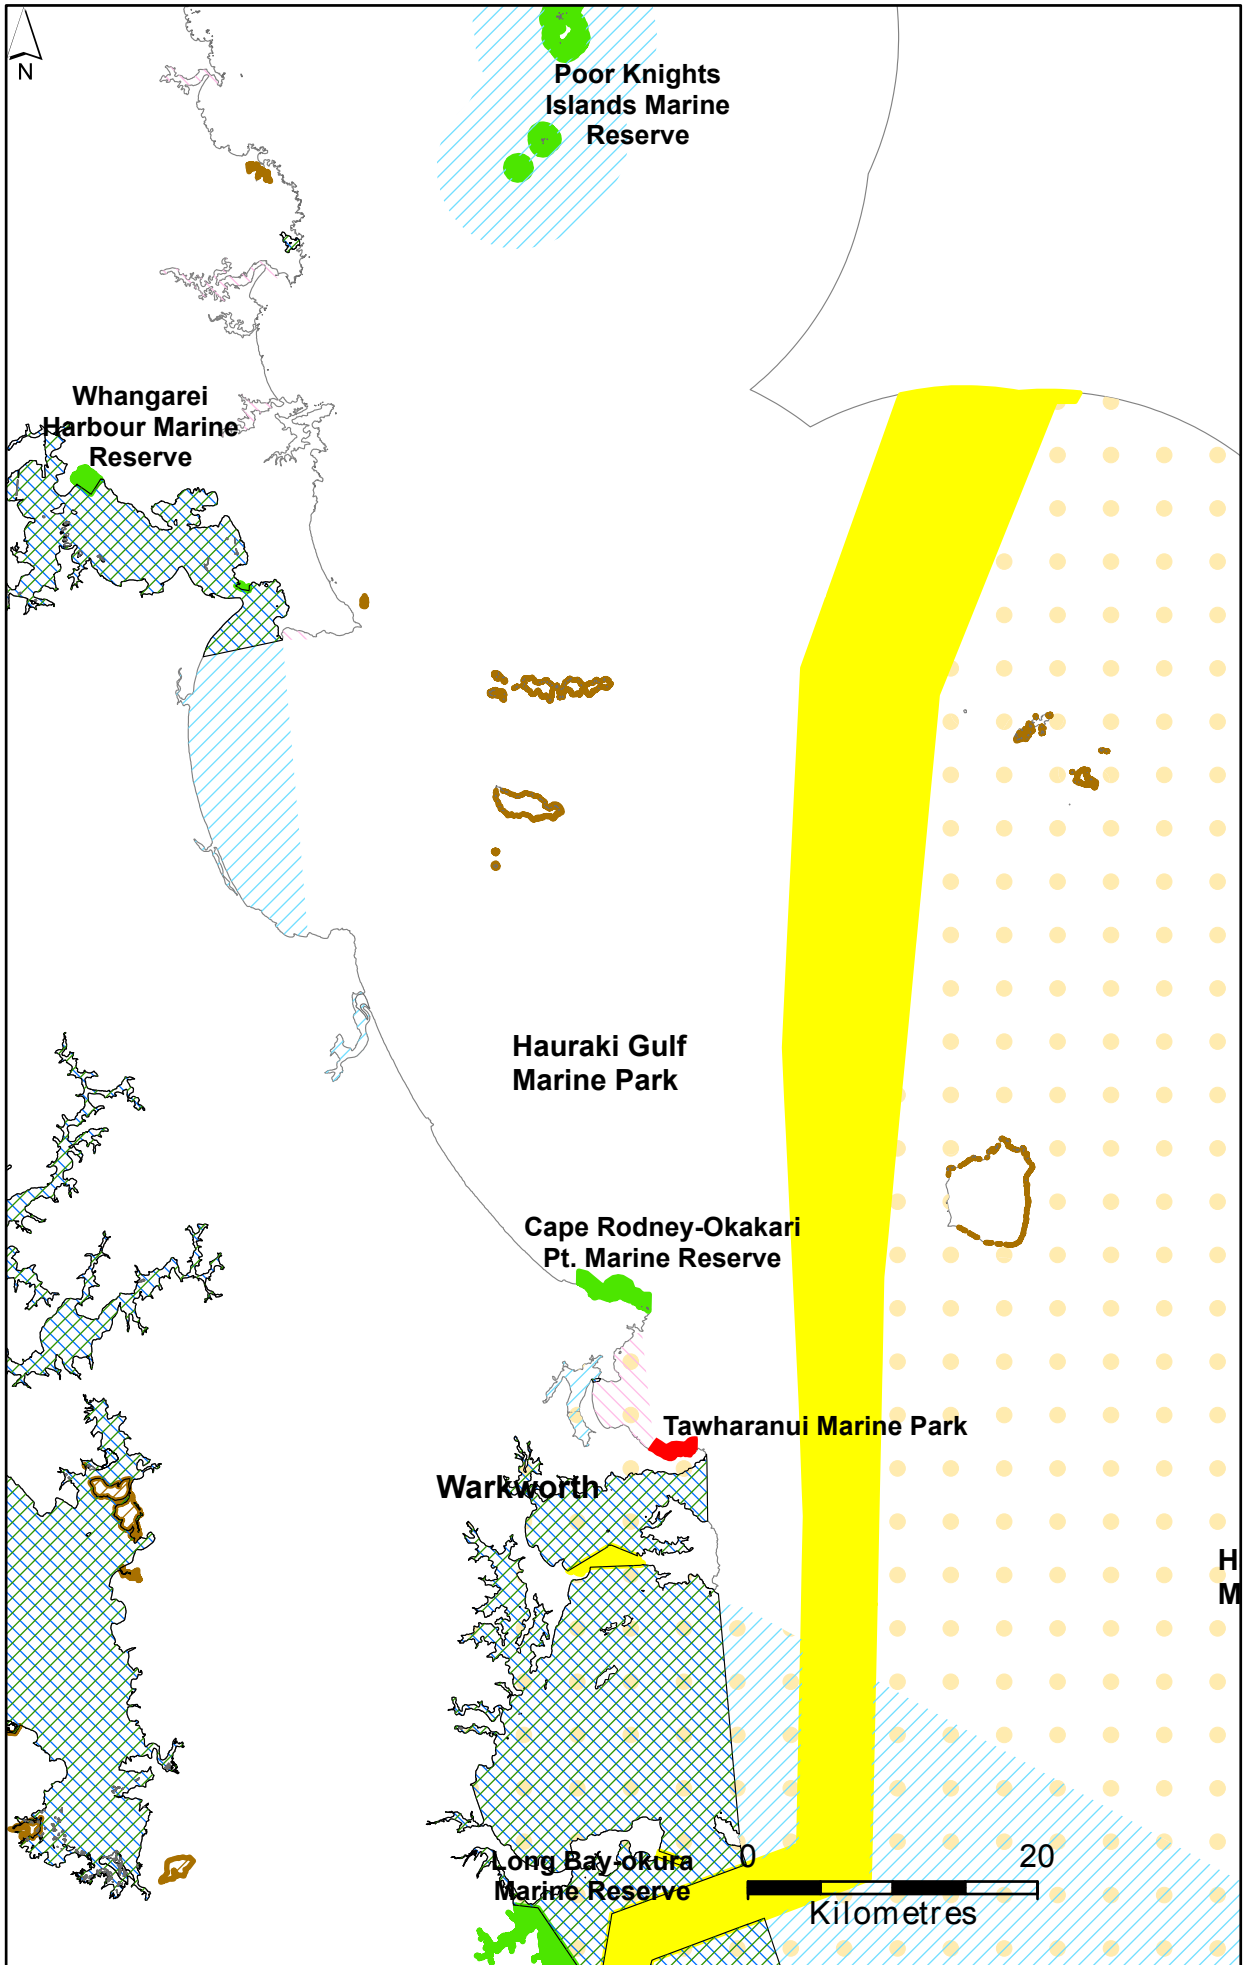 N
Poor Knights
Islands Marine
Reserve
Whangarei
Harbour Marine
Reserve
Hauraki Gulf
Marine Park
Cape Rodney-Okakari
Pt. Marine Reserve
Tawharanui Marine Park
Warkworth
H
M
Long Bay-okura
Marine Reserve
0 20
Kilometres